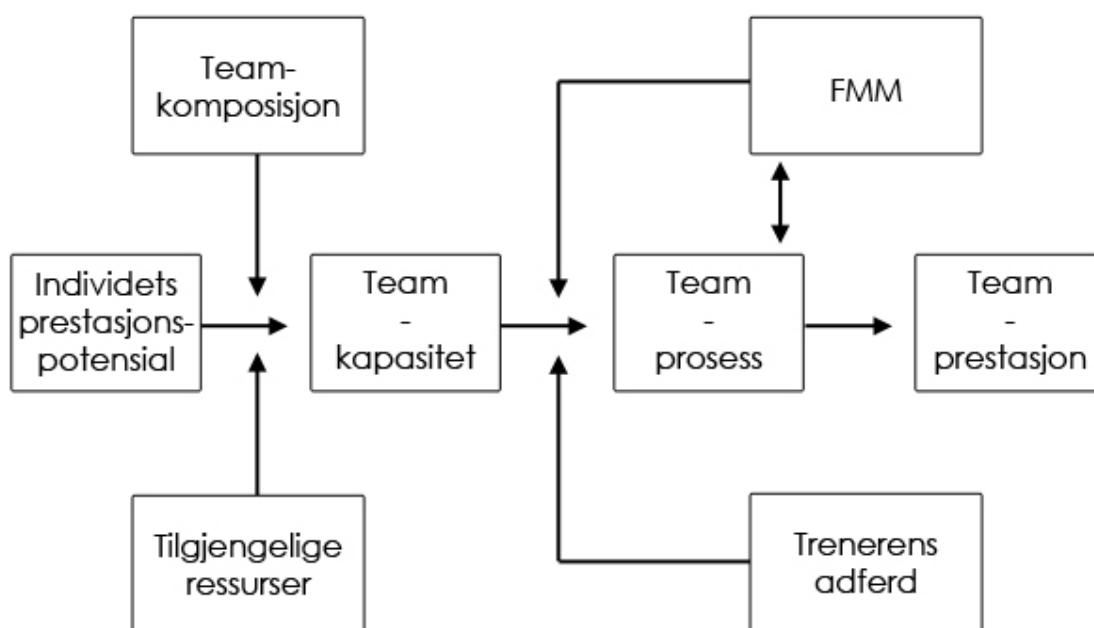 Team-
komposisjon
FMM
Individets
prestasjons-
potensial
Team
-
kapasitet
Team
-
prosess
Team
-
prestasjon
Tilgjengelige
ressurser
Trenerens
adferd